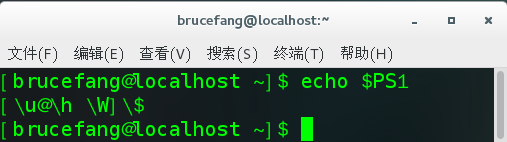 brucefang@localhost:~
文件(F) 编辑(E) 查看(V) 搜索(S) 终端(T) 帮助(H)
[brucefang@localhost ~]$ echo $PS1
[\u@\h \W]\$
[brucefang@localhost ~]$